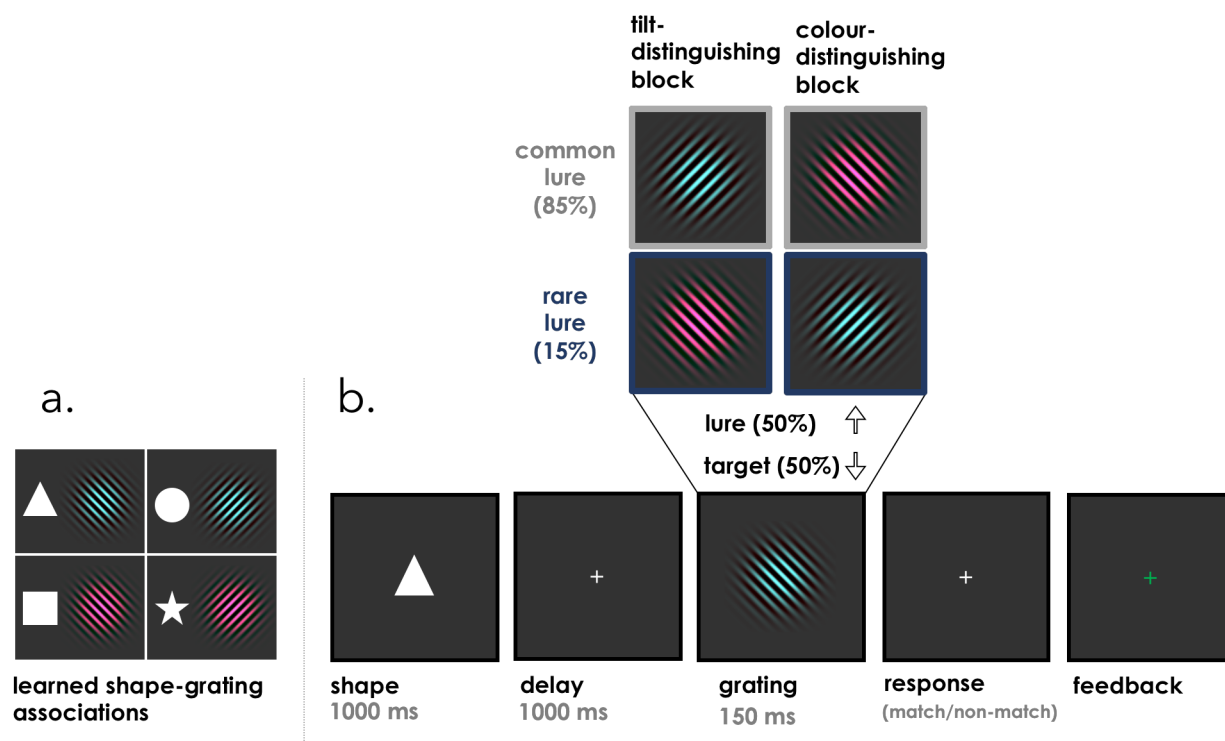 tilt-
distinguishing
block
colour-
distinguishing
block
common
lure
(85%)
rare
lure
(15%)
a.
b.
lure (50%)
target (50%)
learned shape-grating
associations
shape
1000 ms
delay
1000 ms
grating
150 ms
response
(match/non-match)
feedback